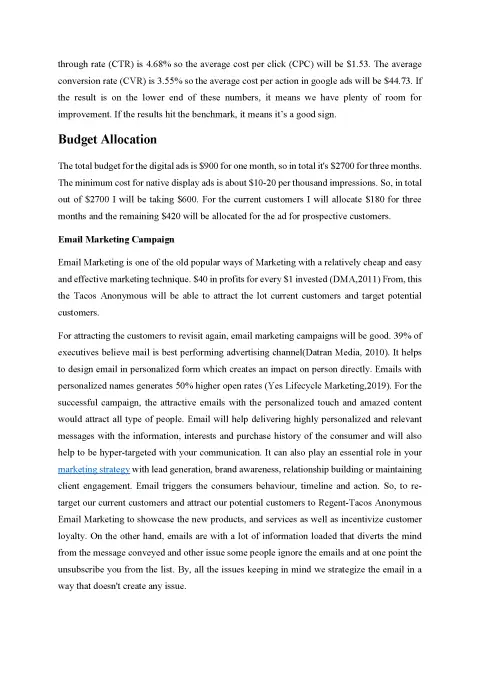 through rate (CTR) is 4.68% so the average cost per click (CPC) will be $1.53. The average
conversion rate (CVR) is 3.55% so the average cost per action in google ads will be $44.73. If
the result is on the lower end of these numbers, it means we have plenty of room for
improvement. If the results hit the benchmark, it means it’s a good sign.
Budget Allocation
The total budget for the digital ads is $900 for one month, so in total it's $2700 for three months.
The minimum cost for native display ads is about $10-20 per thousand impressions. So, in total
out of $2700 I will be taking $600. For the current customers I will allocate $180 for three
months and the remaining $420 will be allocated for the ad for prospective customers.
Email Marketing Campaign
Email Marketing is one of the old popular ways of Marketing with a relatively cheap and easy
and effective marketing technique. $40 in profits for every $1 invested (DMA,2011) From, this
the Tacos Anonymous will be able to attract the lot current customers and target potential
customers.
For attracting the customers to revisit again, email marketing campaigns will be good. 39% of
executives believe mail is best performing advertising channel(Datran Media, 2010). It helps
to design email in personalized form which creates an impact on person directly. Emails with
personalized names generates 50% higher open rates (Yes Lifecycle Marketing,2019). For the
successful campaign, the attractive emails with the personalized touch and amazed content
would attract all type of people. Email will help delivering highly personalized and relevant
messages with the information, interests and purchase history of the consumer and will also
help to be hyper-targeted with your communication. It can also play an essential role in your
marketing strategy with lead generation, brand awareness, relationship building or maintaining
client engagement. Email triggers the consumers behaviour, timeline and action. So, to re-
target our current customers and attract our potential customers to Regent-Tacos Anonymous
Email Marketing to showcase the new products, and services as well as incentivize customer
loyalty. On the other hand, emails are with a lot of information loaded that diverts the mind
from the message conveyed and other issue some people ignore the emails and at one point the
unsubscribe you from the list. By, all the issues keeping in mind we strategize the email in a
way that doesn't create any issue.